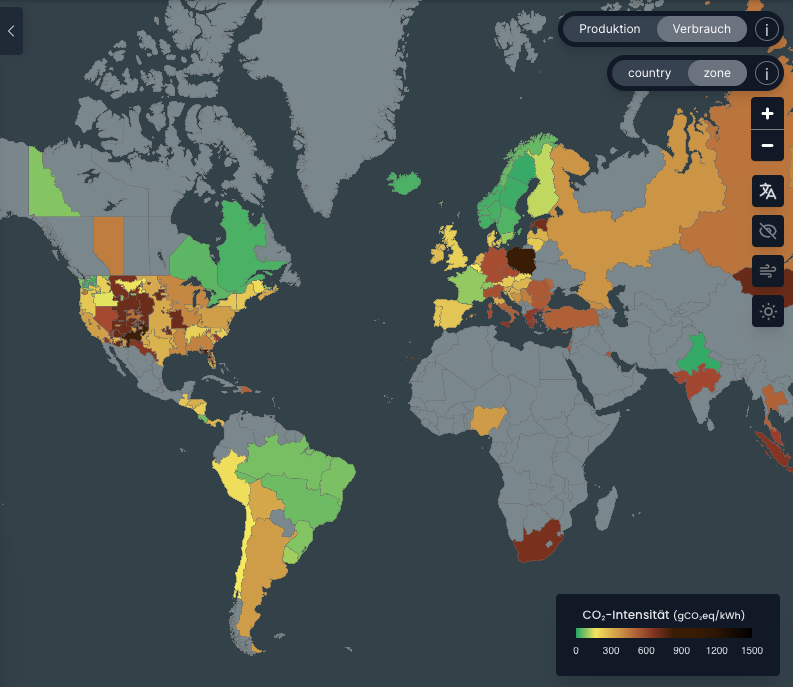 Produktion Verbrauch i
country zone i
+
−
CO₂-Intensität (gCO₂eq/kWh)
0 300 600 900 1200 1500